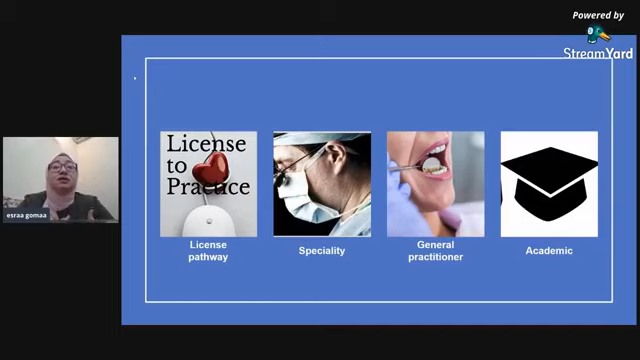 Powered by
StreamYard
License
to
Practice
License
pathway
Speciality
General
practitioner
Academic
esraa gomaa